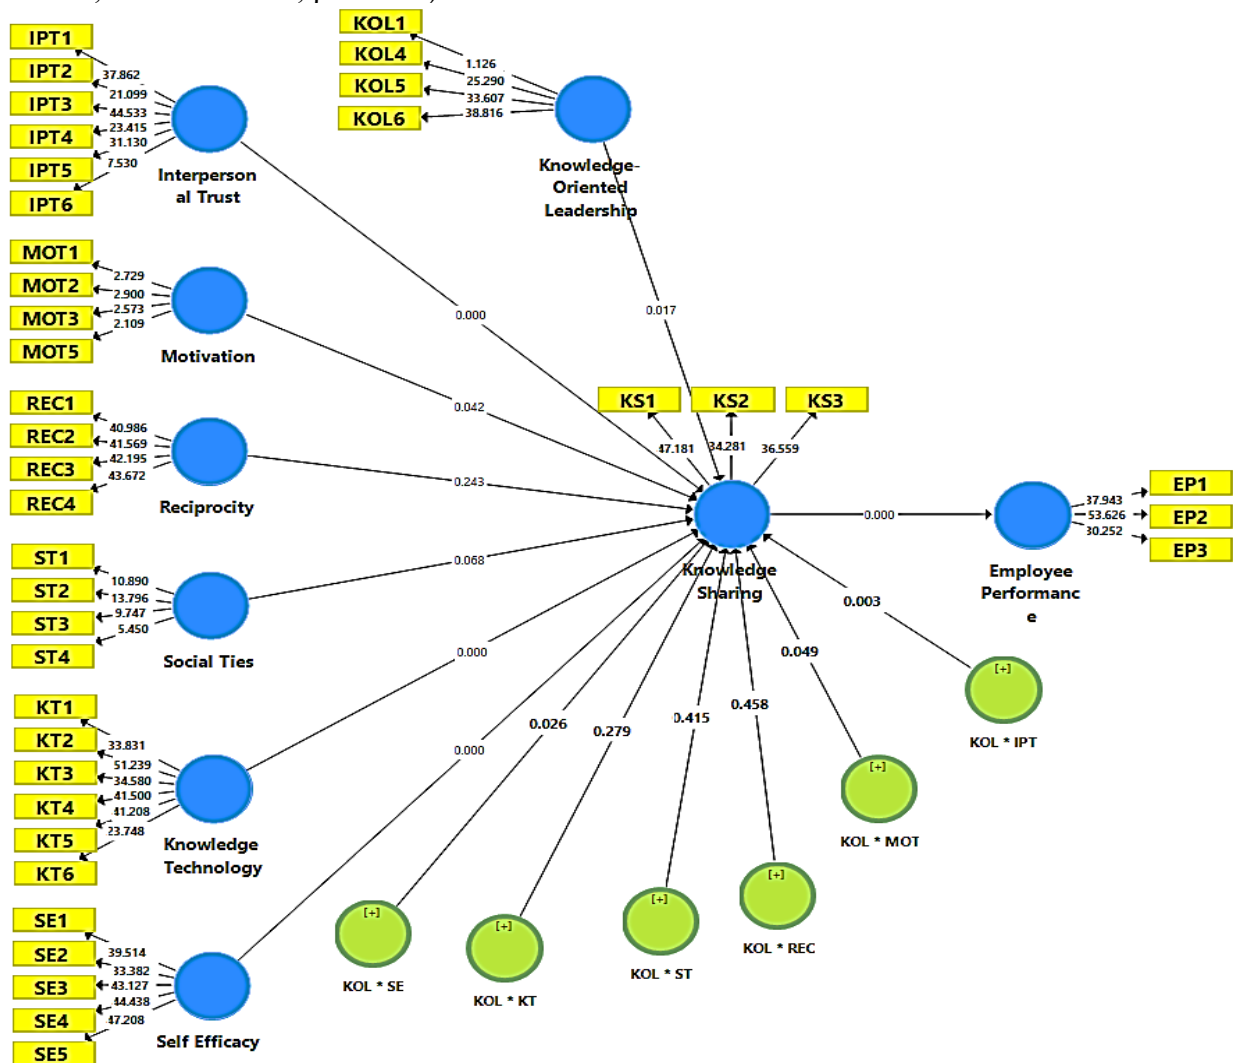 IPT1
IPT2
IPT3
IPT4
IPT5
IPT6
37.862
21.099
44.533
23.415
31.130
7.530
Interperson
al Trust
KOL1
KOL4
KOL5
KOL6
1.126
25.290
33.607
38.816
Knowledge-
Oriented
Leadership
MOT1
MOT2
MOT3
MOT5
2.729
2.900
2.573
2.109
Motivation
REC1
REC2
REC3
REC4
40.986
41.569
42.195
43.672
Reciprocity
ST1
ST2
ST3
ST4
10.890
13.796
9.747
5.450
Social Ties
KT1
KT2
KT3
KT4
KT5
KT6
33.831
51.239
34.580
41.500
41.208
23.748
Knowledge
Technology
SE1
SE2
SE3
SE4
SE5
39.514
33.382
43.127
44.438
47.208
Self Efficacy
0.000
0.017
0.042
0.243
0.068
0.000
0.000
KS1
KS2
KS3
47.181
34.281
36.559
Knowledge
Sharing
0.000
EP1
EP2
EP3
37.943
53.626
30.252
Employee
Performanc
e
0.026
0.279
0.415
0.458
0.049
0.003
[+]
KOL * SE
[+]
KOL * KT
[+]
KOL * ST
[+]
KOL * REC
[+]
KOL * MOT
[+]
KOL * IPT